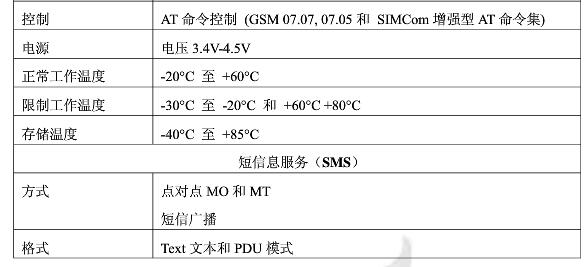 控制 AT 命令控制 (GSM 07.07, 07.05 和 SIMCom 增强型 AT 命令集)
电源 电压 3.4V-4.5V
正常工作温度 -20°C 至 +60°C
限制工作温度 -30°C 至 -20°C 和 +60°C +80°C
存储温度 -40°C 至 +85°C
短信息服务（SMS）
方式 点对点 MO 和 MT
短信广播
格式 Text 文本和 PDU 模式